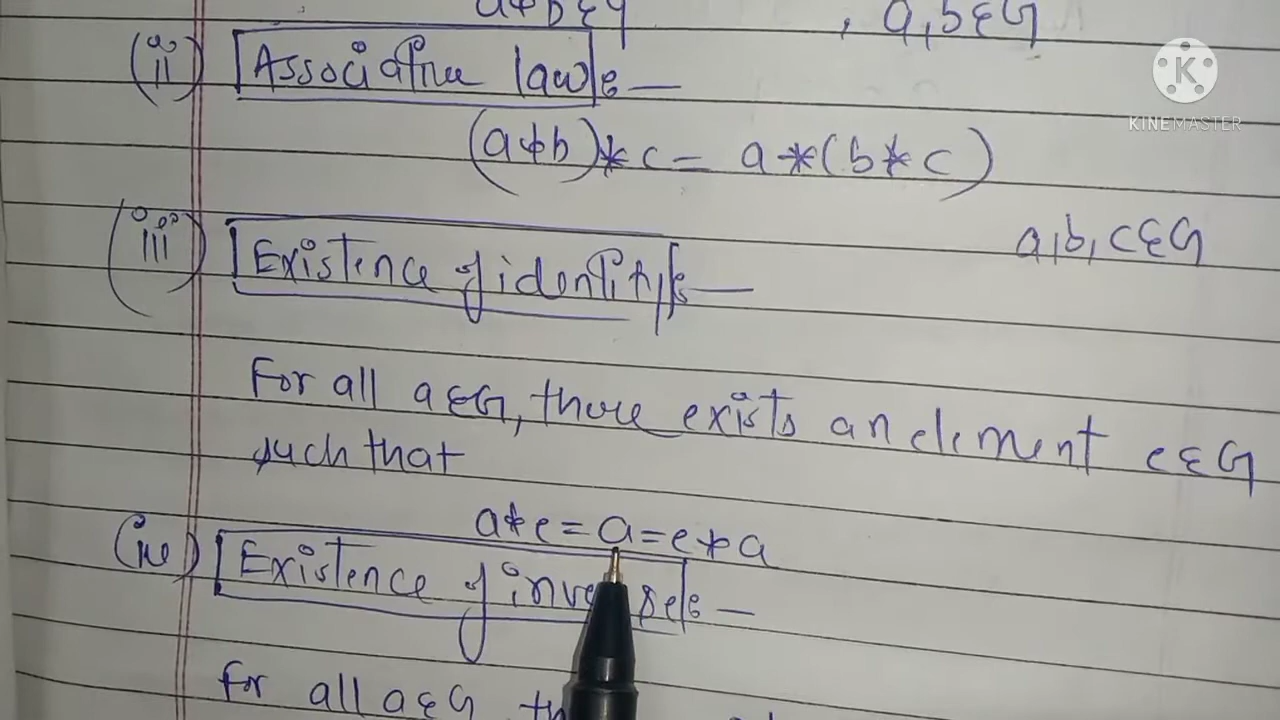 a*b∈G , a,b∈G
(ii) Associative law:—
(a*b)*c = a*(b*c)
a,b,c∈G
(iii) Existence of identity:—
For all a∈G, there exists an element e∈G
such that
a*e=a=e*a
(iv) Existence of inverse:—
For all a∈G
K
KINEMASTER